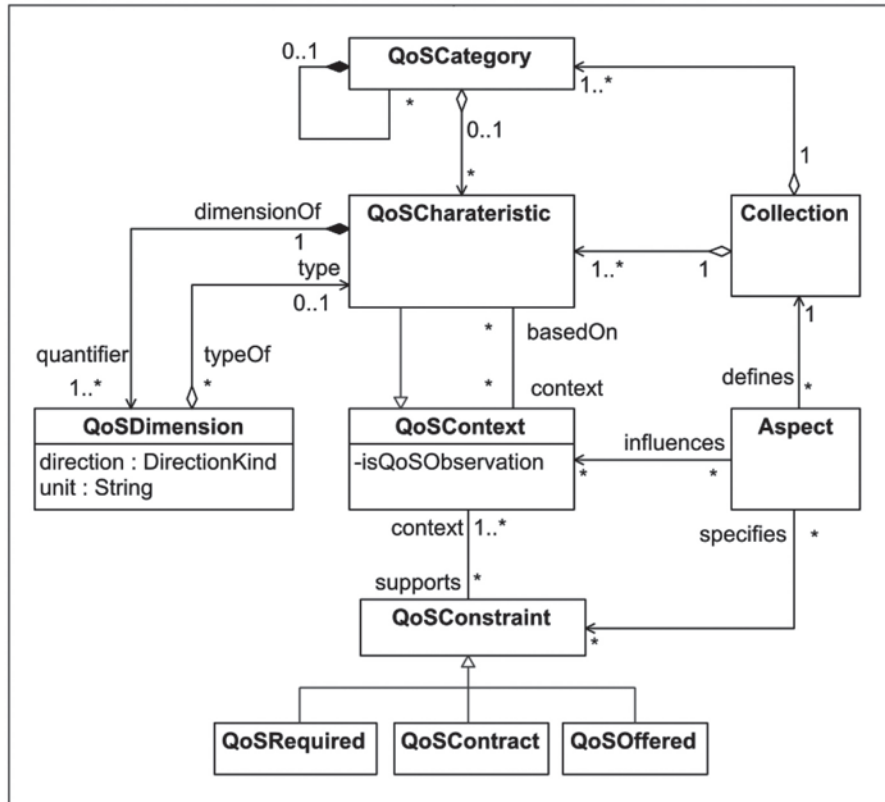 0..1
QoSCategory
*
1..*
0..1
*
1
dimensionOf
QoSCharateristic
Collection
1
type
1..*
1
0..1
*
basedOn
1
quantifier
typeOf
defines
1..*
*
*
context
*
QoSDimension
QoSContext
Aspect
direction : DirectionKind
-isQoSObservation
influences
unit : String
*
*
context
1..*
specifies
*
supports
*
QoSConstraint
*
QoSRequired
QoSContract
QoSOffered